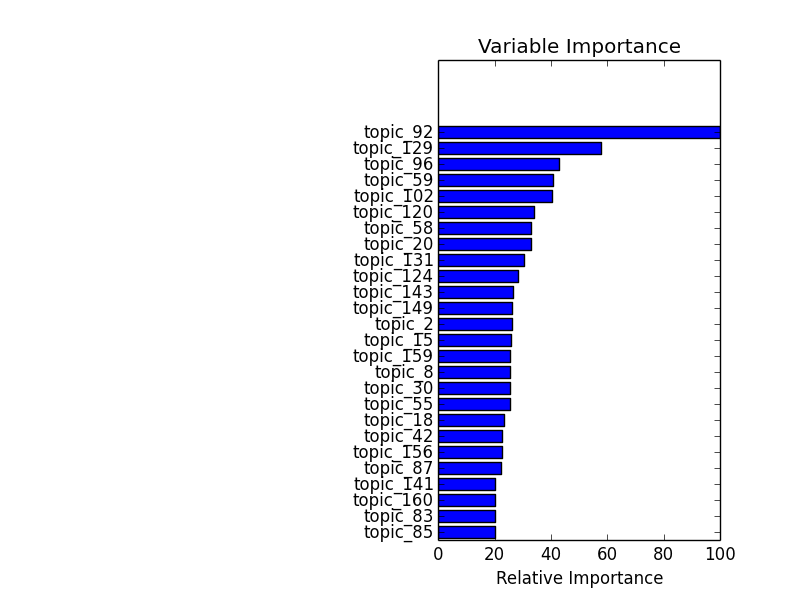 Variable Importance
topic_92
topic_129
topic_96
topic_59
topic_102
topic_120
topic_58
topic_20
topic_131
topic_124
topic_143
topic_149
topic_2
topic_15
topic_159
topic_8
topic_30
topic_55
topic_18
topic_42
topic_156
topic_87
topic_141
topic_160
topic_83
topic_85
0 20 40 60 80 100
Relative Importance